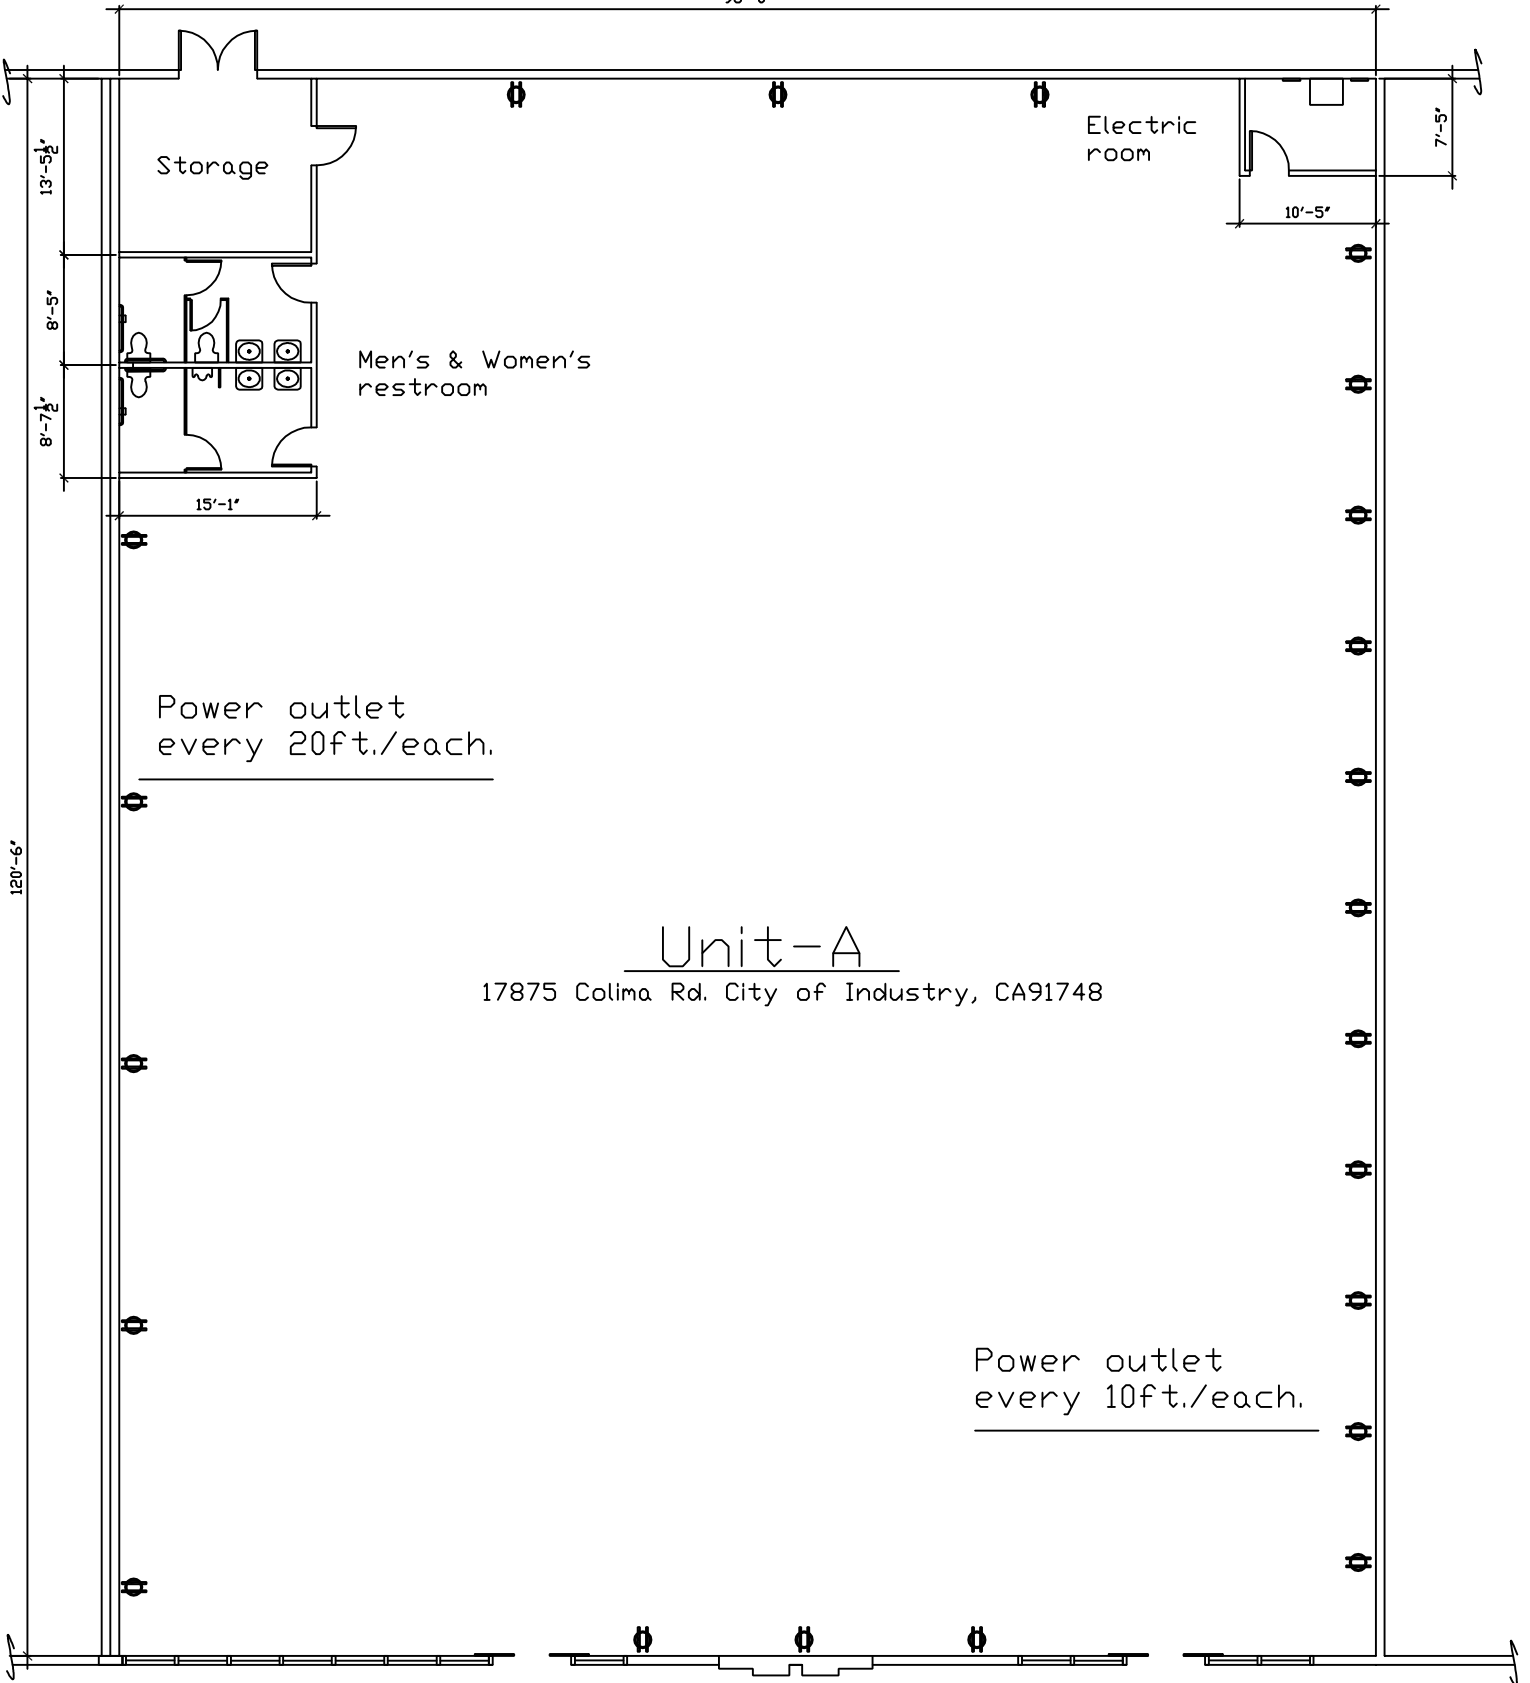 Electric
room
7'-5"
Storage
13'-5½"
10'-5"
8'-5"
Men's & Women's
restroom
8'-7½"
15'-1"
Power outlet
every 20ft./each.
120'-6"
Unit-A
17875 Colima Rd. City of Industry, CA91748
Power outlet
every 10ft./each.